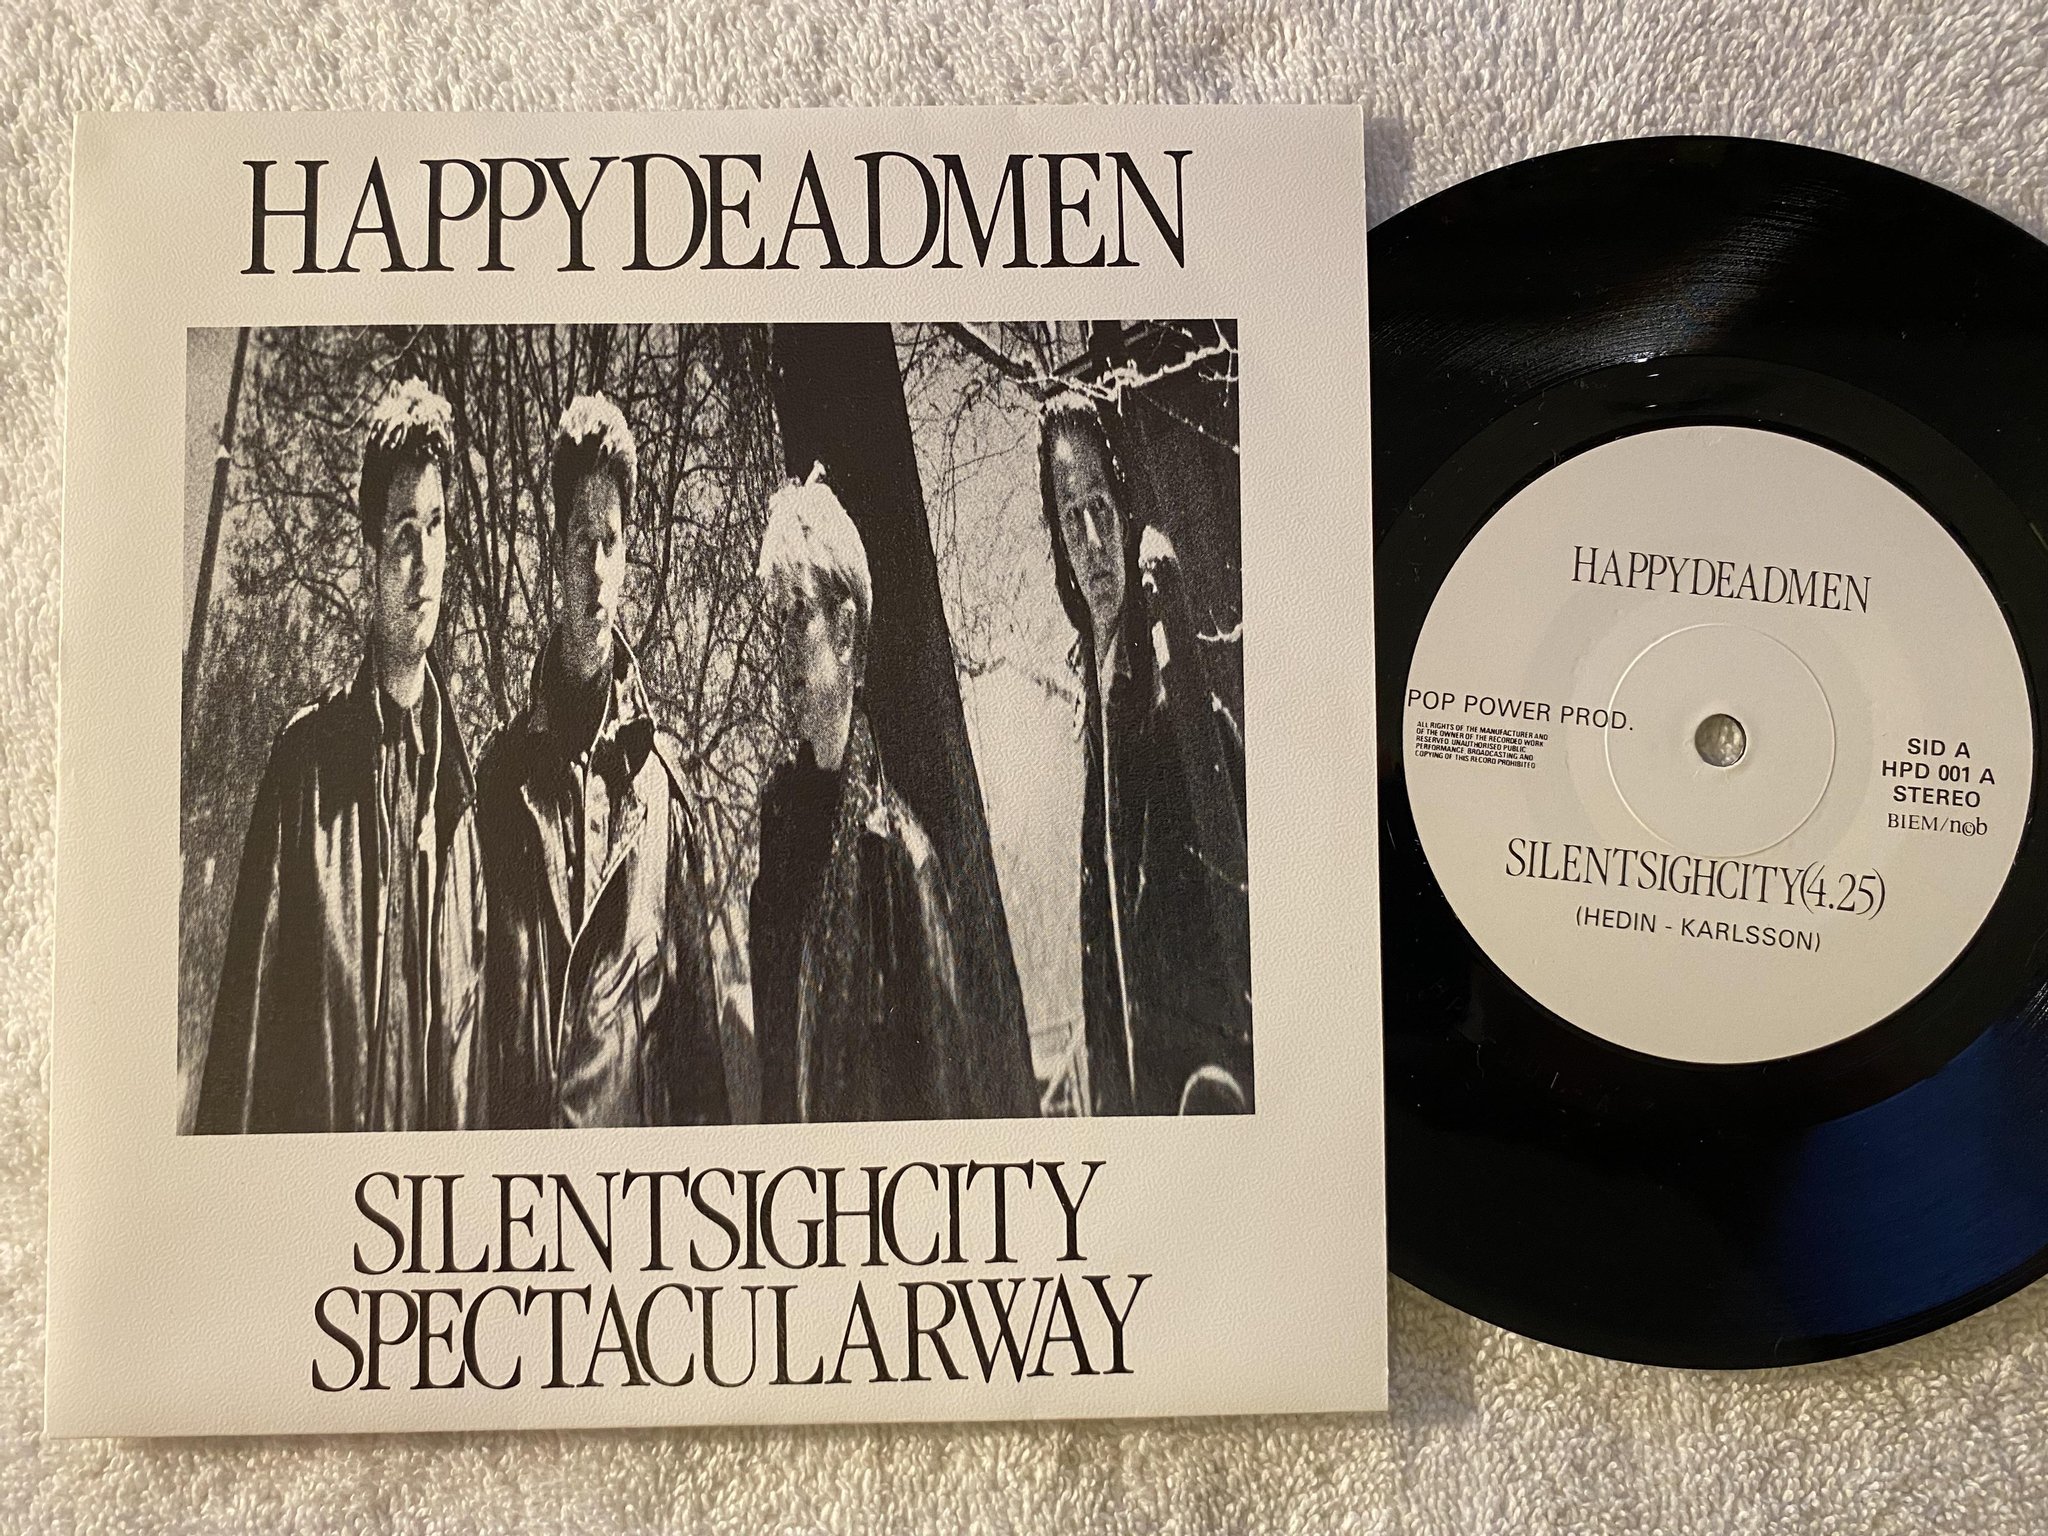 HAPPYDEADMEN
SILENTSIGHCITY
SPECTACULARWAY
HAPPYDEADMEN
POP POWER PROD.
ALL RIGHTS OF THE MANUFACTURER AND
OF THE OWNER OF THE RECORDED WORK
RESERVED UNAUTHORISED PUBLIC
PERFORMANCE BROADCASTING AND
COPYING OF THIS RECORD PROHIBITED
SID A
HPD 001 A
STEREO
BIEM/n©b
SILENTSIGHCITY(4.25)
(HEDIN - KARLSSON)